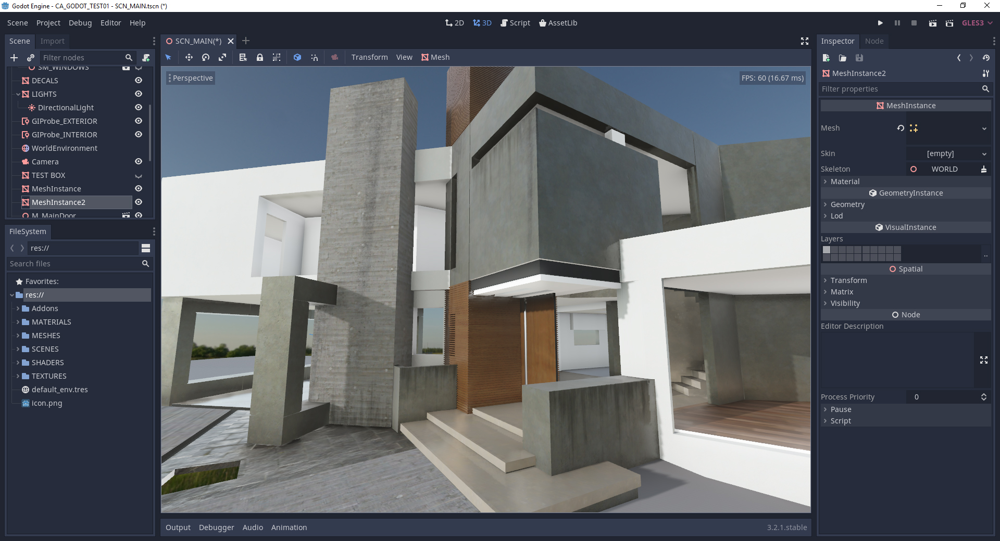 Godot Engine - CA_GODOT_TEST01 - SCN_MAIN.tscn (*)
Scene Project Debug Editor Help
2D 3D Script AssetLib
GLES3
Scene Import
Filter nodes
SM_WINDOWS
DECALS
LIGHTS
DirectionalLight
GIProbe_EXTERIOR
GIProbe_INTERIOR
WorldEnvironment
Camera
TEST BOX
MeshInstance
MeshInstance2
M_MainDoor
FileSystem
res://
Search files
Favorites:
res://
Addons
MATERIALS
MESHES
SCENES
SHADERS
TEXTURES
default_env.tres
icon.png
SCN_MAIN(*)
Transform View Mesh
Perspective
FPS: 60 (16.67 ms)
Output Debugger Audio Animation
3.2.1.stable
Inspector Node
MeshInstance2
Filter properties
MeshInstance
Mesh
Skin [empty]
Skeleton WORLD
Material
GeometryInstance
Geometry
Lod
VisualInstance
Layers
..
Spatial
Transform
Matrix
Visibility
Node
Editor Description
Process Priority 0
Pause
Script